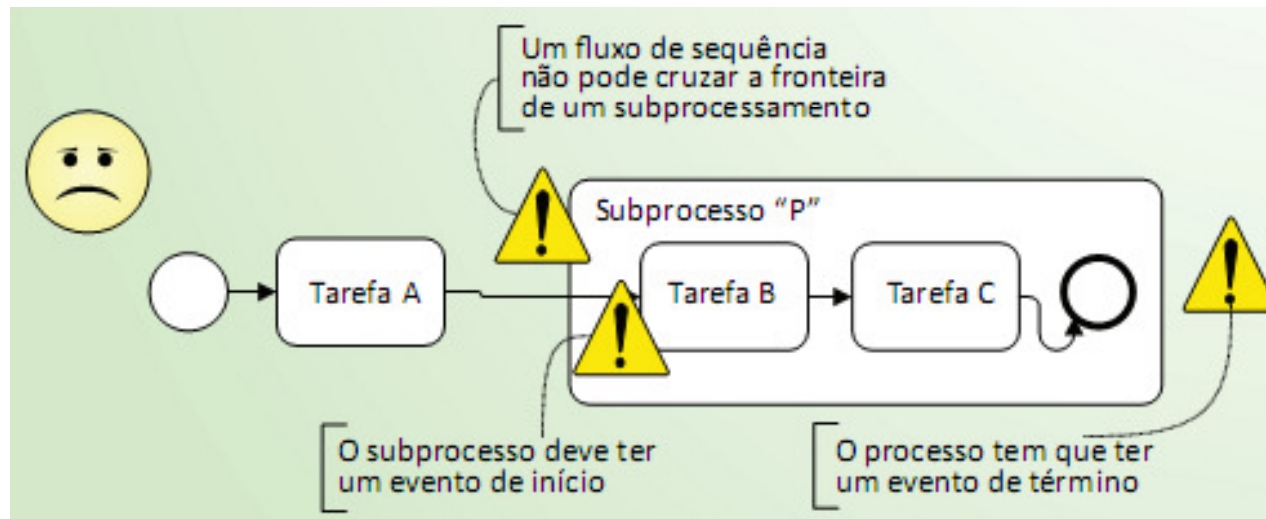 Um fluxo de sequência
não pode cruzar a fronteira
de um subprocessamento
Subprocesso “P”
Tarefa A
Tarefa B
Tarefa C
O subprocesso deve ter
um evento de início
O processo tem que ter
um evento de término